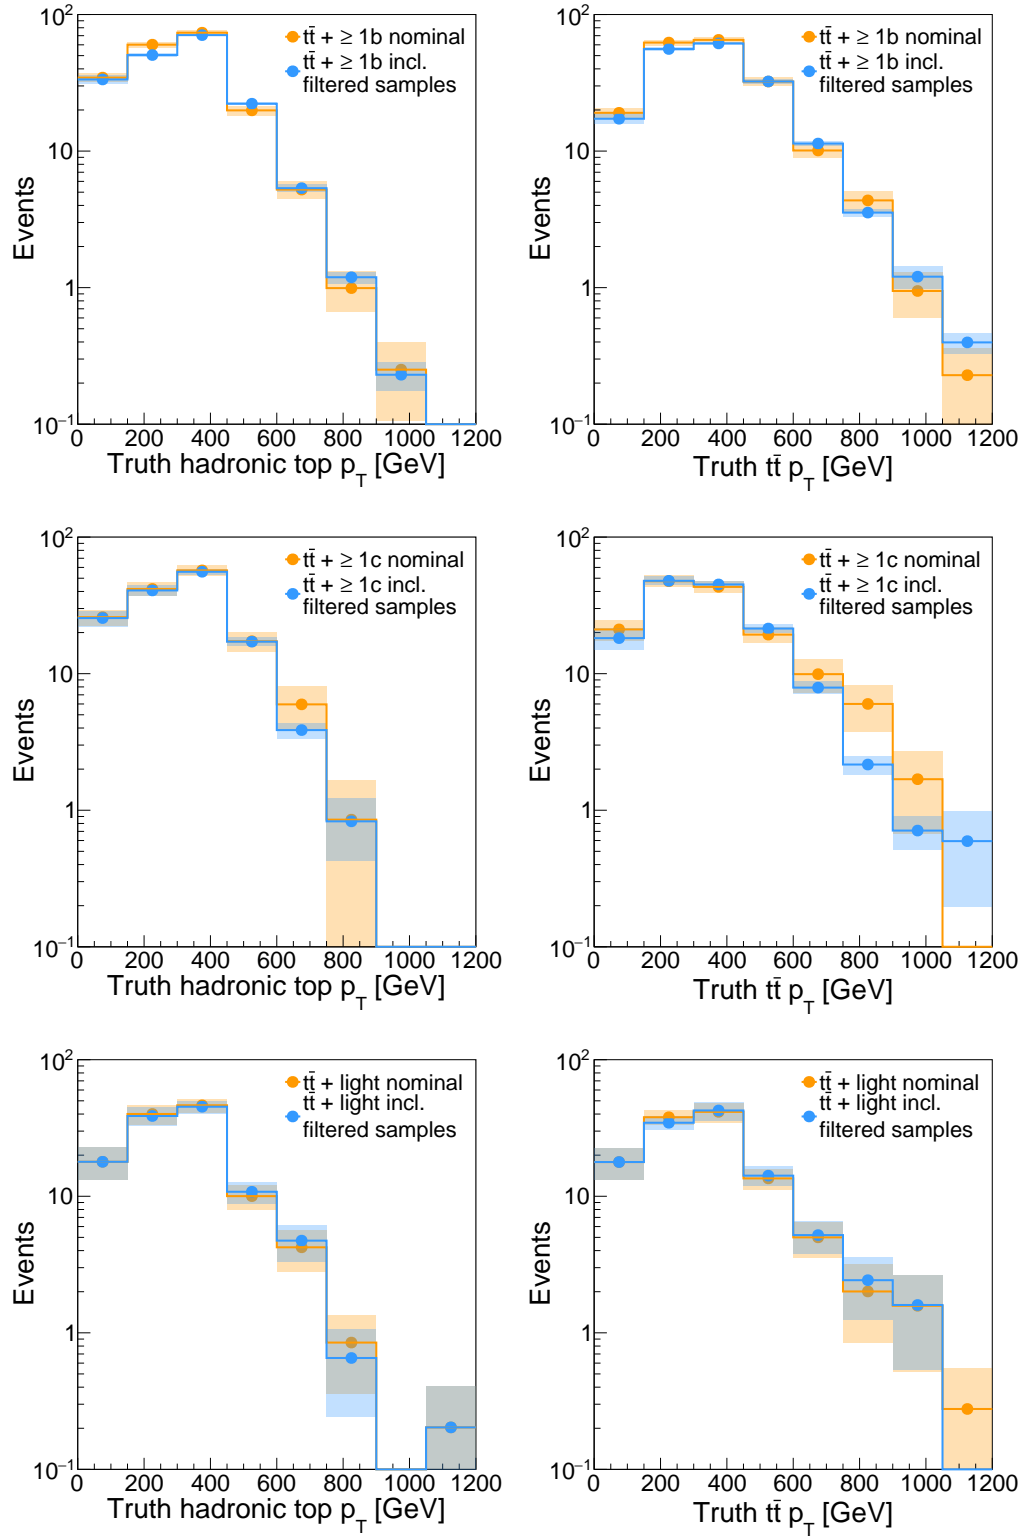 10²
10
1
10⁻¹
Events
tt̄ + ≥ 1b nominal
tt̄ + ≥ 1b incl.
filtered samples
0 200 400 600 800 1000 1200
Truth hadronic top p_T [GeV]
10²
10
1
10⁻¹
Events
tt̄ + ≥ 1b nominal
tt̄ + ≥ 1b incl.
filtered samples
0 200 400 600 800 1000 1200
Truth tt̄ p_T [GeV]
10²
10
1
10⁻¹
Events
tt̄ + ≥ 1c nominal
tt̄ + ≥ 1c incl.
filtered samples
0 200 400 600 800 1000 1200
Truth hadronic top p_T [GeV]
10²
10
1
10⁻¹
Events
tt̄ + ≥ 1c nominal
tt̄ + ≥ 1c incl.
filtered samples
0 200 400 600 800 1000 1200
Truth tt̄ p_T [GeV]
10²
10
1
10⁻¹
Events
tt̄ + light nominal
tt̄ + light incl.
filtered samples
0 200 400 600 800 1000 1200
Truth hadronic top p_T [GeV]
10²
10
1
10⁻¹
Events
tt̄ + light nominal
tt̄ + light incl.
filtered samples
0 200 400 600 800 1000 1200
Truth tt̄ p_T [GeV]